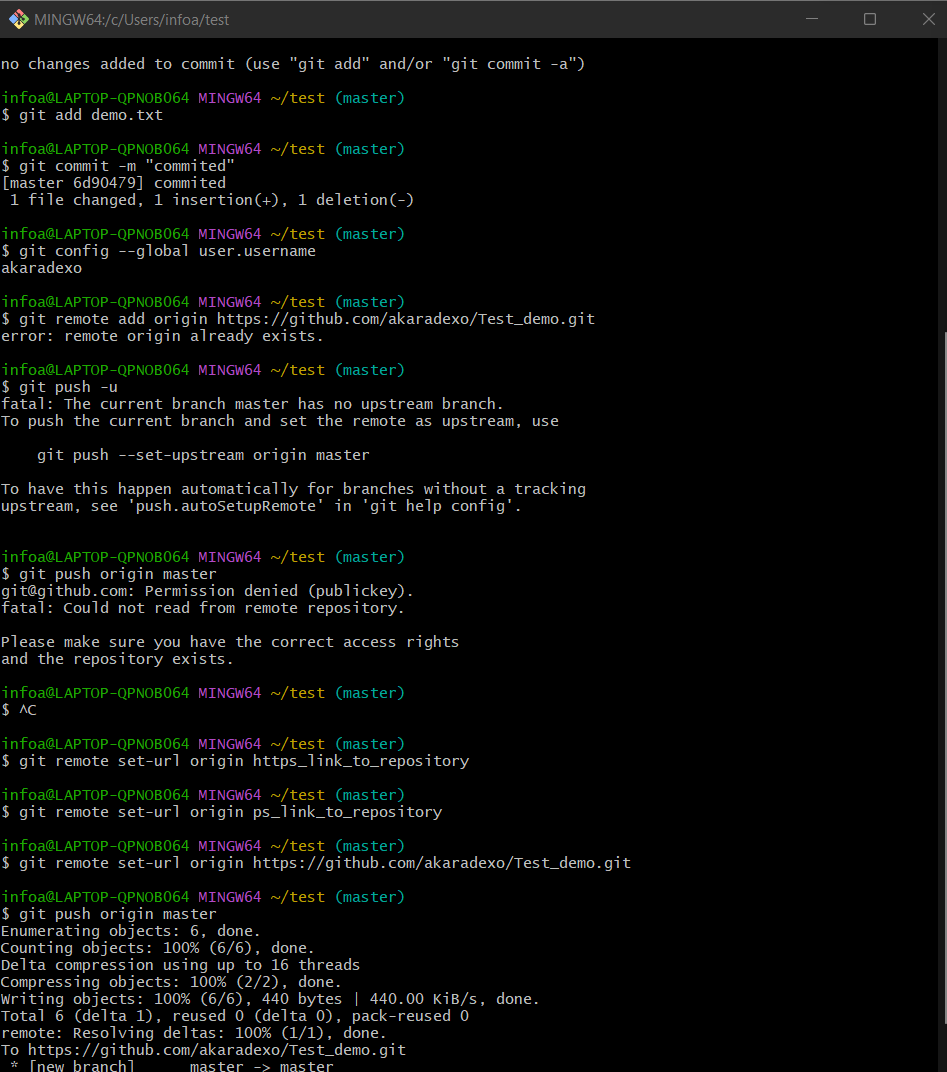 MINGW64:/c/Users/infoa/test
no changes added to commit (use "git add" and/or "git commit -a")
infoa@LAPTOP-QPNOBO64 MINGW64 ~/test (master)
$ git add demo.txt
infoa@LAPTOP-QPNOBO64 MINGW64 ~/test (master)
$ git commit -m "commited"
[master 6d90479] commited
 1 file changed, 1 insertion(+), 1 deletion(-)
infoa@LAPTOP-QPNOBO64 MINGW64 ~/test (master)
$ git config --global user.username
akaradexo
infoa@LAPTOP-QPNOBO64 MINGW64 ~/test (master)
$ git remote add origin https://github.com/akaradexo/Test_demo.git
error: remote origin already exists.
infoa@LAPTOP-QPNOBO64 MINGW64 ~/test (master)
$ git push -u
fatal: The current branch master has no upstream branch.
To push the current branch and set the remote as upstream, use
    git push --set-upstream origin master
To have this happen automatically for branches without a tracking
upstream, see 'push.autoSetupRemote' in 'git help config'.
infoa@LAPTOP-QPNOBO64 MINGW64 ~/test (master)
$ git push origin master
git@github.com: Permission denied (publickey).
fatal: Could not read from remote repository.
Please make sure you have the correct access rights
and the repository exists.
infoa@LAPTOP-QPNOBO64 MINGW64 ~/test (master)
$ ^C
infoa@LAPTOP-QPNOBO64 MINGW64 ~/test (master)
$ git remote set-url origin https_link_to_repository
infoa@LAPTOP-QPNOBO64 MINGW64 ~/test (master)
$ git remote set-url origin ps_link_to_repository
infoa@LAPTOP-QPNOBO64 MINGW64 ~/test (master)
$ git remote set-url origin https://github.com/akaradexo/Test_demo.git
infoa@LAPTOP-QPNOBO64 MINGW64 ~/test (master)
$ git push origin master
Enumerating objects: 6, done.
Counting objects: 100% (6/6), done.
Delta compression using up to 16 threads
Compressing objects: 100% (2/2), done.
Writing objects: 100% (6/6), 440 bytes | 440.00 KiB/s, done.
Total 6 (delta 1), reused 0 (delta 0), pack-reused 0
remote: Resolving deltas: 100% (1/1), done.
To https://github.com/akaradexo/Test_demo.git
 * [new branch]      master -> master